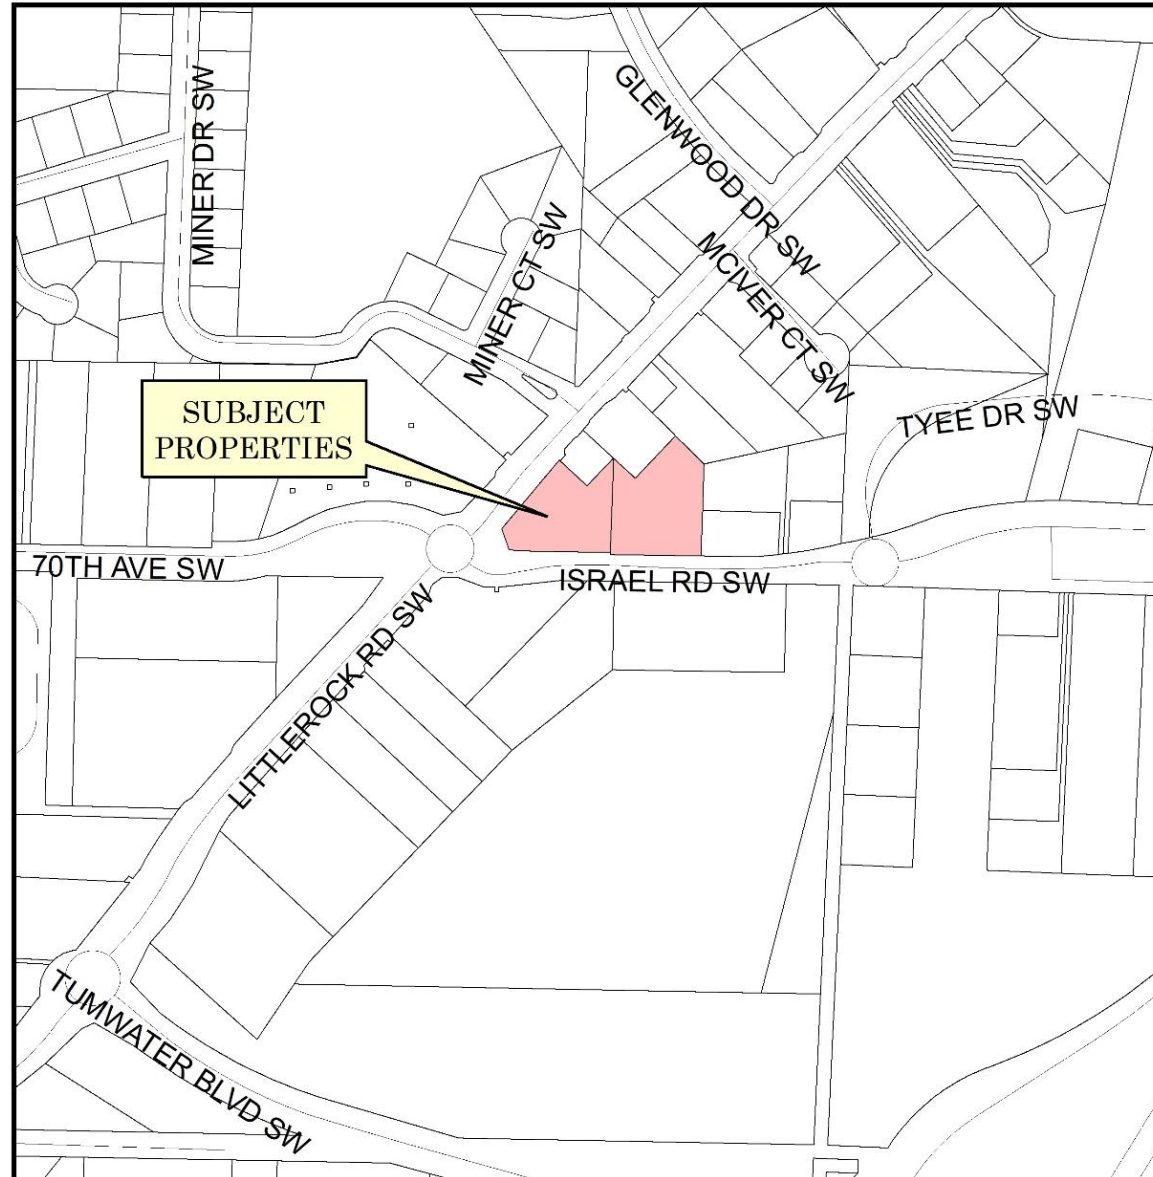 MINER DR SW
GLENWOOD DR SW
MINER CT SW
MCIVER CT SW
SUBJECT
PROPERTIES
TYEE DR SW
70TH AVE SW
ISRAEL RD SW
LITTLEROCK RD SW
TUMWATER BLVD SW